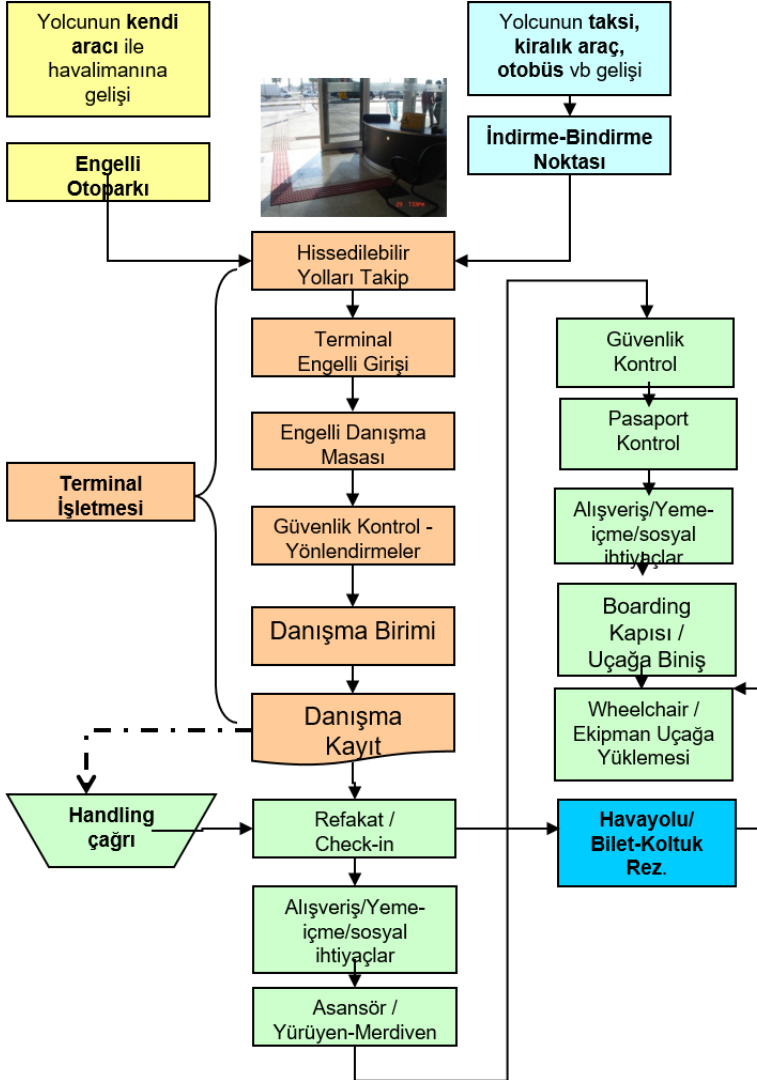 Yolcunun kendi
aracı ile
havalimanına
gelişi
Yolcunun taksi,
kiralık araç,
otobüs vb gelişi
Engelli
Otoparkı
İndirme-Bindirme
Noktası
Hissedilebilir
Yolları Takip
Terminal
Engelli Girişi
Engelli Danışma
Masası
Terminal
İşletmesi
Güvenlik Kontrol -
Yönlendirmeler
Danışma Birimi
Danışma
Kayıt
Handling
çağrı
Refakat /
Check-in
Havayolu/
Bilet-Koltuk
Rez.
Alışveriş/Yeme-
içme/sosyal
ihtiyaçlar
Asansör /
Yürüyen-Merdiven
Güvenlik
Kontrol
Pasaport
Kontrol
Alışveriş/Yeme-
içme/sosyal
ihtiyaçlar
Boarding
Kapısı /
Uçağa Biniş
Wheelchair /
Ekipman Uçağa
Yüklemesi